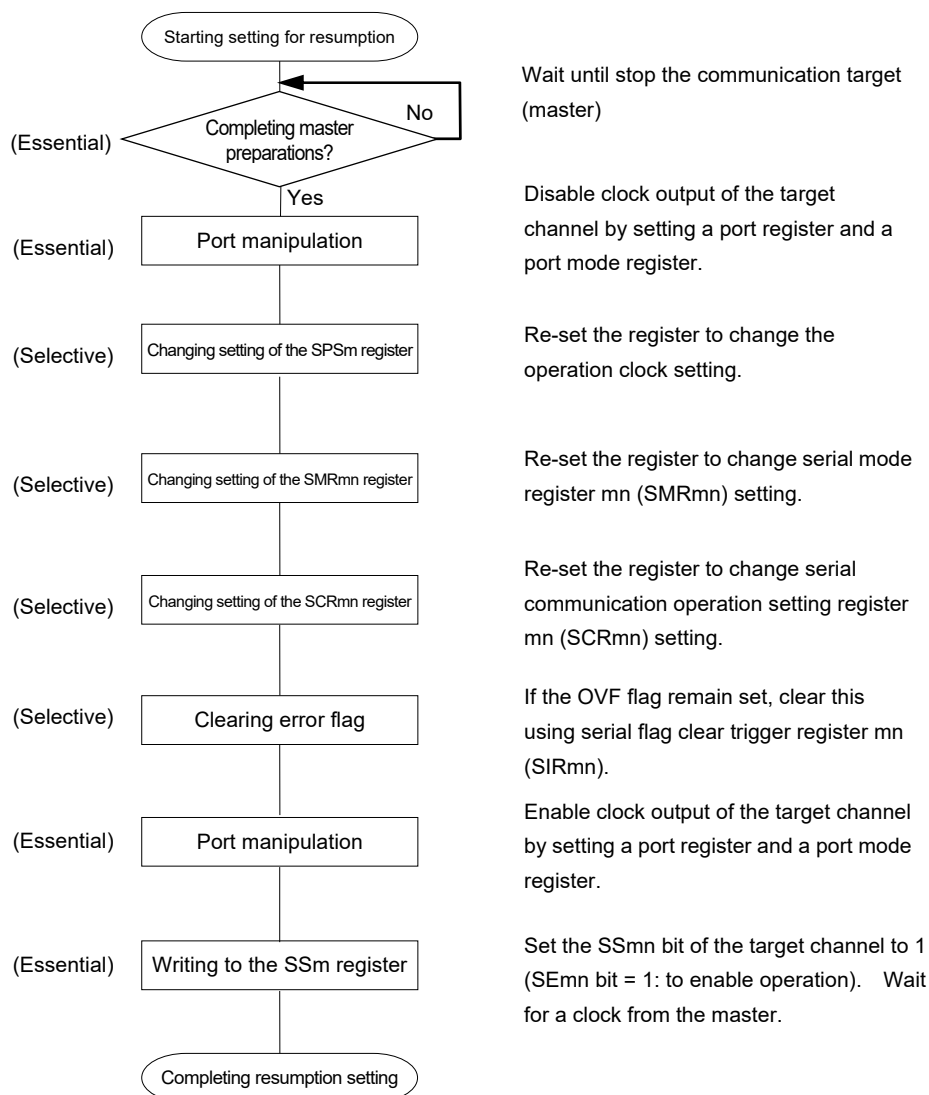 Starting setting for resumption
Wait until stop the communication target
(master)
No
(Essential)
Completing master
preparations?
Yes
Disable clock output of the target
channel by setting a port register and a
port mode register.
(Essential)
Port manipulation
(Selective)
Changing setting of the SPSm register
Re-set the register to change the
operation clock setting.
(Selective)
Changing setting of the SMRmn register
Re-set the register to change serial mode
register mn (SMRmn) setting.
(Selective)
Changing setting of the SCRmn register
Re-set the register to change serial
communication operation setting register
mn (SCRmn) setting.
(Selective)
Clearing error flag
If the OVF flag remain set, clear this
using serial flag clear trigger register mn
(SIRmn).
(Essential)
Port manipulation
Enable clock output of the target channel
by setting a port register and a port mode
register.
(Essential)
Writing to the SSm register
Set the SSmn bit of the target channel to 1
(SEmn bit = 1: to enable operation). Wait
for a clock from the master.
Completing resumption setting